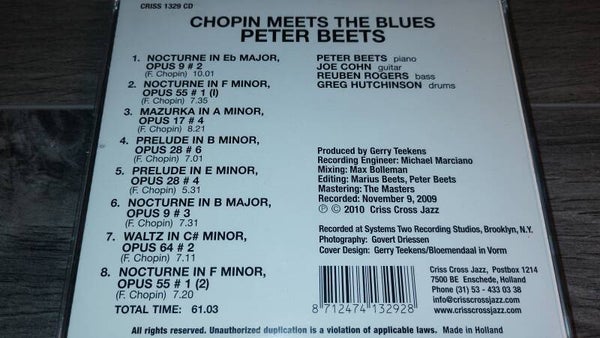 CRISS 1329 CD
CHOPIN MEETS THE BLUES
PETER BEETS
1. NOCTURNE IN Eb MAJOR,
OPUS 9 # 2
(F. Chopin) 10.01
2. NOCTURNE IN F MINOR,
OPUS 55 # 1 (I)
(F. Chopin) 7.35
3. MAZURKA IN A MINOR,
OPUS 17 # 4
(F. Chopin) 8.21
4. PRELUDE IN B MINOR,
OPUS 28 # 6
(F. Chopin) 7.01
5. PRELUDE IN E MINOR,
OPUS 28 # 4
(F. Chopin) 5.31
6. NOCTURNE IN B MAJOR,
OPUS 9 # 3
(F. Chopin) 7.31
7. WALTZ IN C# MINOR,
OPUS 64 # 2
(F. Chopin) 7.11
8. NOCTURNE IN F MINOR,
OPUS 55 # 1 (2)
(F. Chopin) 7.20
TOTAL TIME: 61.03
PETER BEETS piano
JOE COHN guitar
REUBEN ROGERS bass
GREG HUTCHINSON drums
Produced by Gerry Teekens
Recording Engineer: Michael Marciano
Mixing: Max Bolleman
Editing: Marius Beets, Peter Beets
Mastering: The Masters
Recorded: November 9, 2009
℗ © 2010 Criss Cross Jazz
Recorded at Systems Two Recording Studios, Brooklyn, N.Y.
Photography: Govert Driessen
Cover Design: Gerry Teekens/Bloemendaal in Vorm
8 712474 132928
Criss Cross Jazz, Postbox 1214
7500 BE Enschede, Holland
Phone (31) 53 - 433 03 38
info@crisscrossjazz.com
www.crisscrossjazz.com
All rights reserved. Unauthorized duplication is a violation of applicable laws. Made in Holland